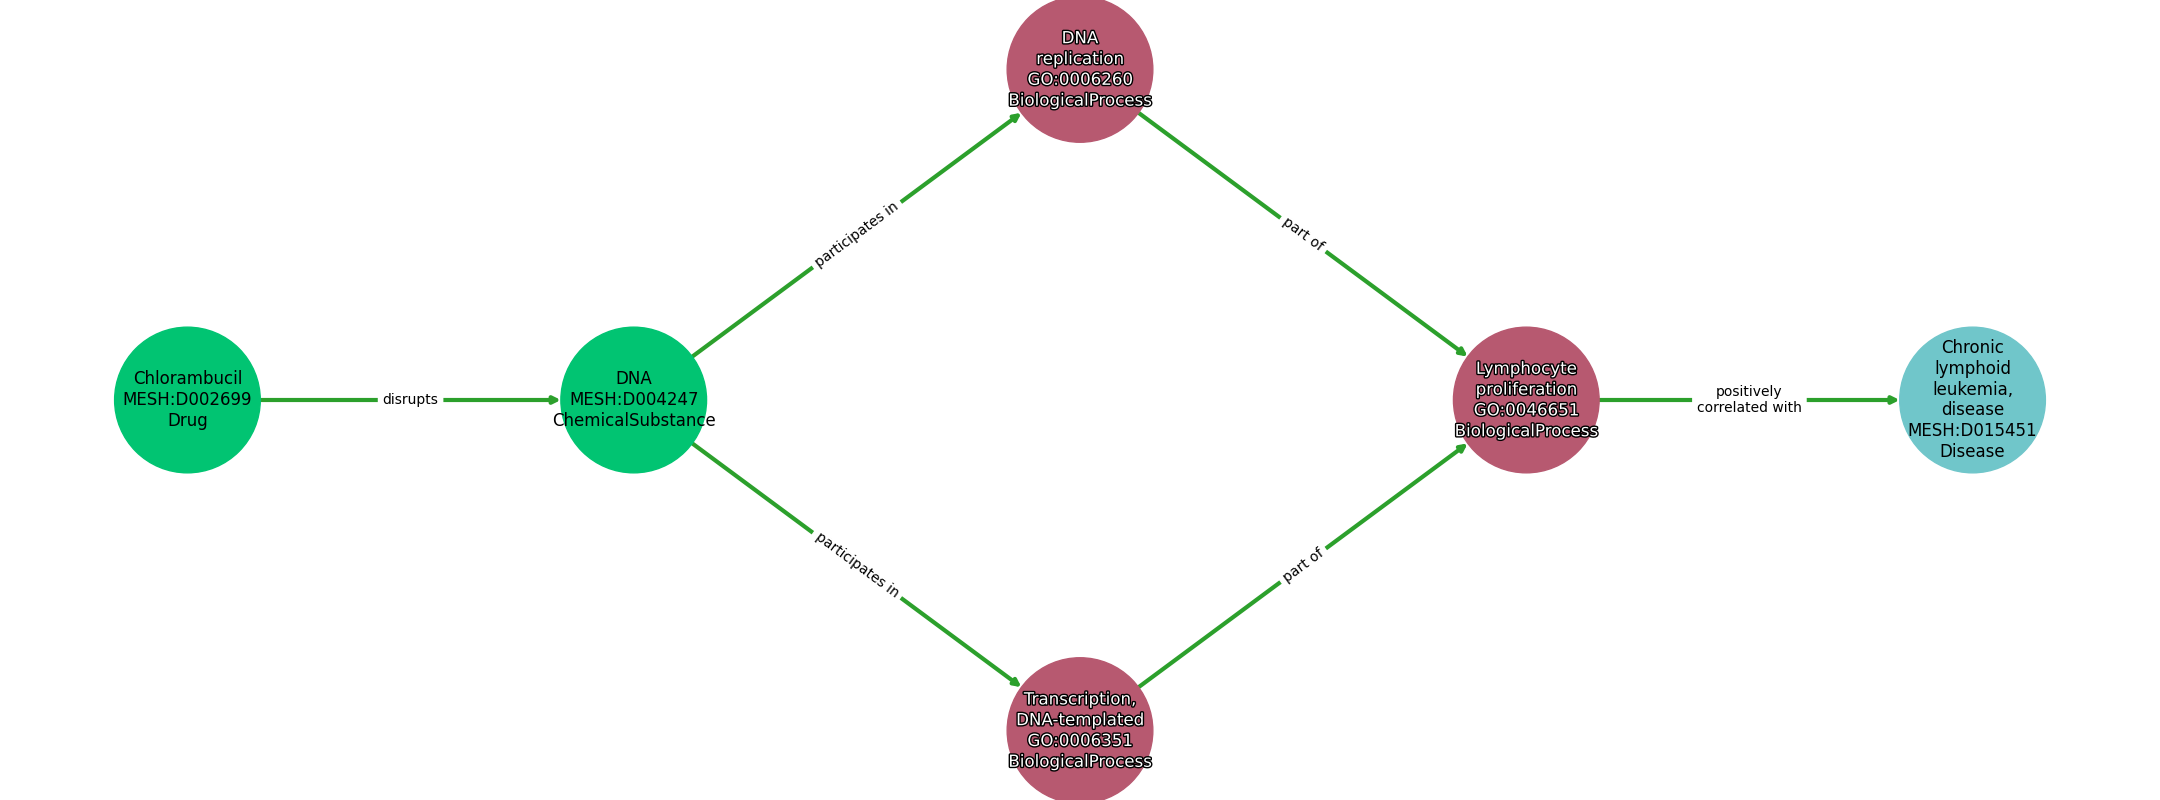 DNA
replication
GO:0006260
BiologicalProcess
participates in
part of
Chlorambucil
MESH:D002699
Drug
disrupts
DNA
MESH:D004247
ChemicalSubstance
Lymphocyte
proliferation
GO:0046651
BiologicalProcess
positively
correlated with
Chronic
lymphoid
leukemia,
disease
MESH:D015451
Disease
participates in
part of
Transcription,
DNA-templated
GO:0006351
BiologicalProcess